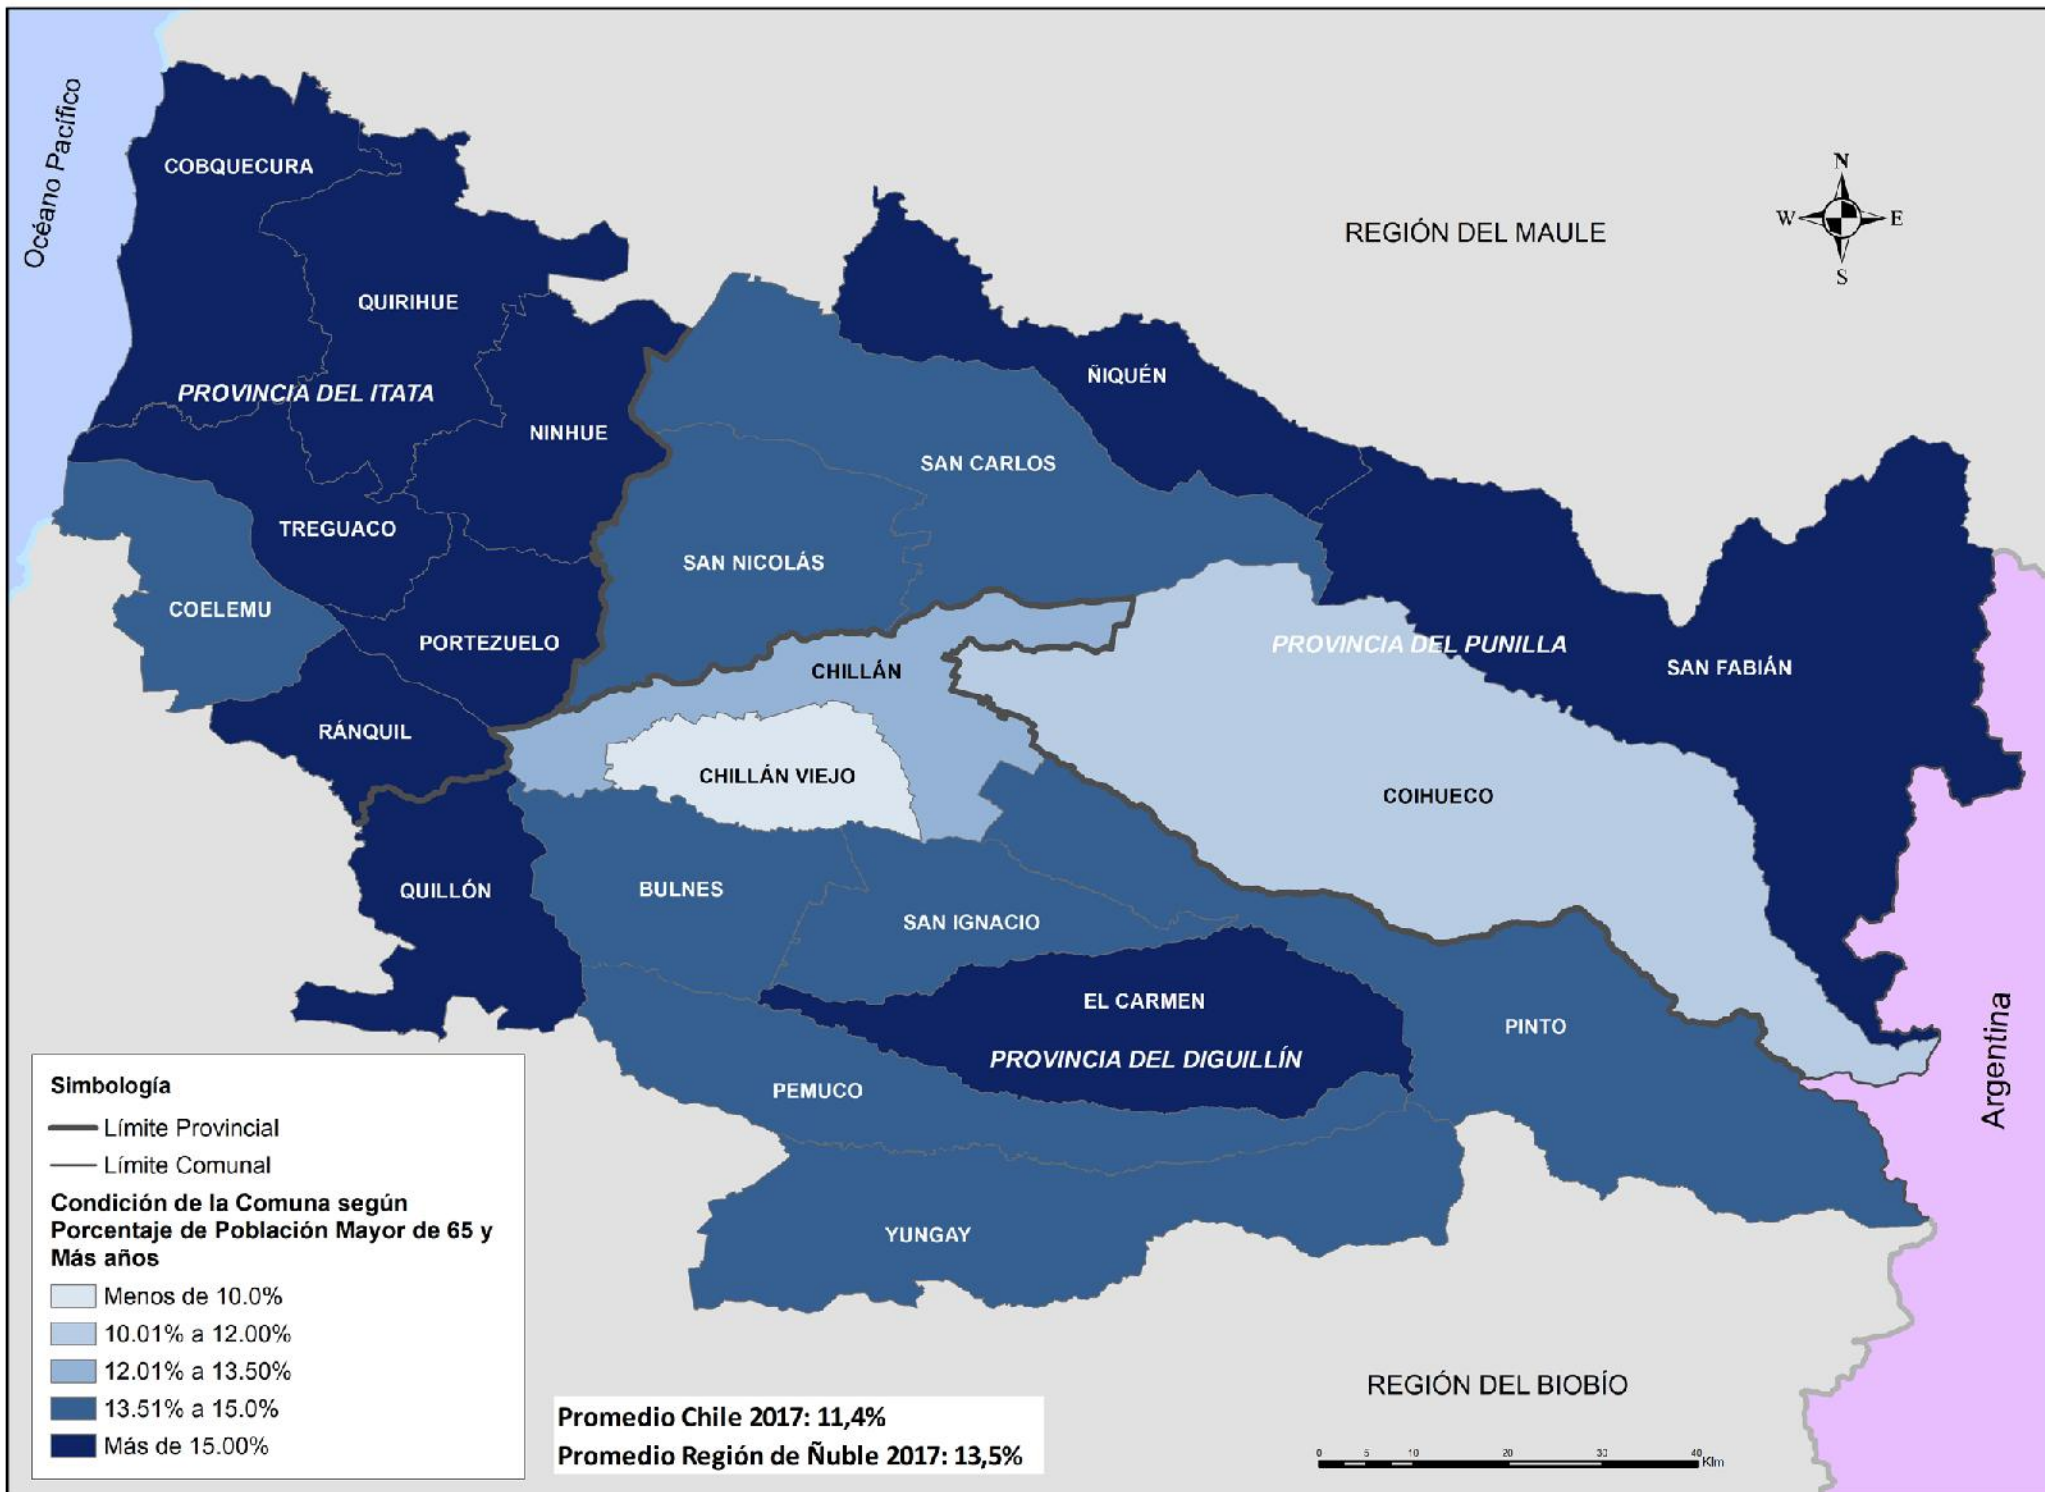 Océano Pacífico
COBQUECURA
N
W
E
S
REGIÓN DEL MAULE
QUIRIHUE
ÑIQUÉN
PROVINCIA DEL ITATA
NINHUE
SAN CARLOS
TREGUACO
SAN NICOLÁS
COELEMU
PORTEZUELO
PROVINCIA DEL PUNILLA
CHILLÁN
SAN FABIÁN
RÁNQUIL
CHILLÁN VIEJO
COIHUECO
QUILLÓN
BULNES
SAN IGNACIO
EL CARMEN
PINTO
Argentina
PROVINCIA DEL DIGUILLÍN
PEMUCO
YUNGAY
Simbología
Límite Provincial
Límite Comunal
Condición de la Comuna según
Porcentaje de Población Mayor de 65 y
Más años
Menos de 10.0%
10.01% a 12.00%
12.01% a 13.50%
13.51% a 15.0%
Más de 15.00%
Promedio Chile 2017: 11,4%
Promedio Región de Ñuble 2017: 13,5%
REGIÓN DEL BIOBÍO
0 5 10 20 30 40
Klm